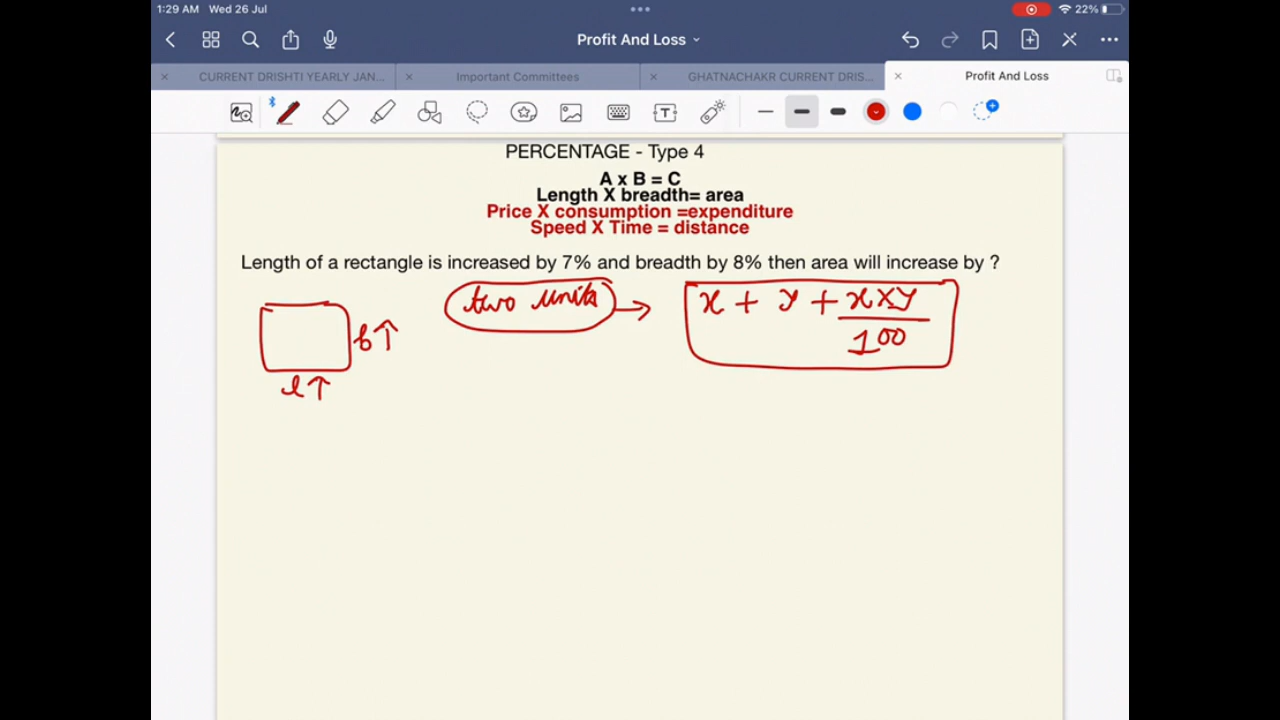 1:29 AM Wed 26 Jul
22%
Profit And Loss
CURRENT DRISHTI YEARLY JAN...
Important Committees
GHATNACHAKR CURRENT DRIS...
Profit And Loss
PERCENTAGE - Type 4
A x B = C
Length X breadth= area
Price X consumption =expenditure
Speed X Time = distance
Length of a rectangle is increased by 7% and breadth by 8% then area will increase by ?
two units → x + y + x×y/100
b↑
l↑